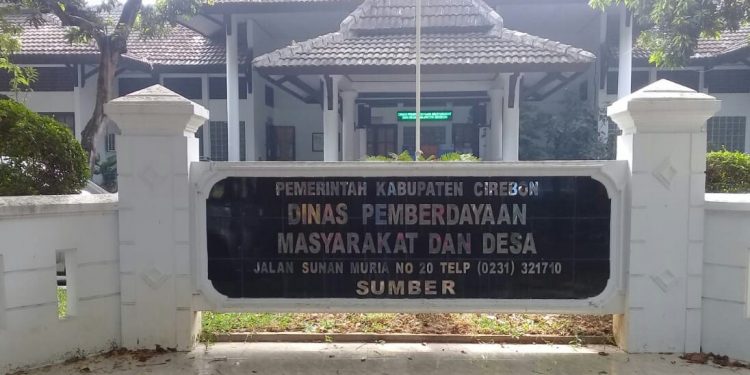 PEMERINTAH KABUPATEN CIREBON
DINAS PEMBERDAYAAN
MASYARAKAT DAN DESA
JALAN SUNAN MURIA NO 20 TELP (0231) 321710
SUMBER